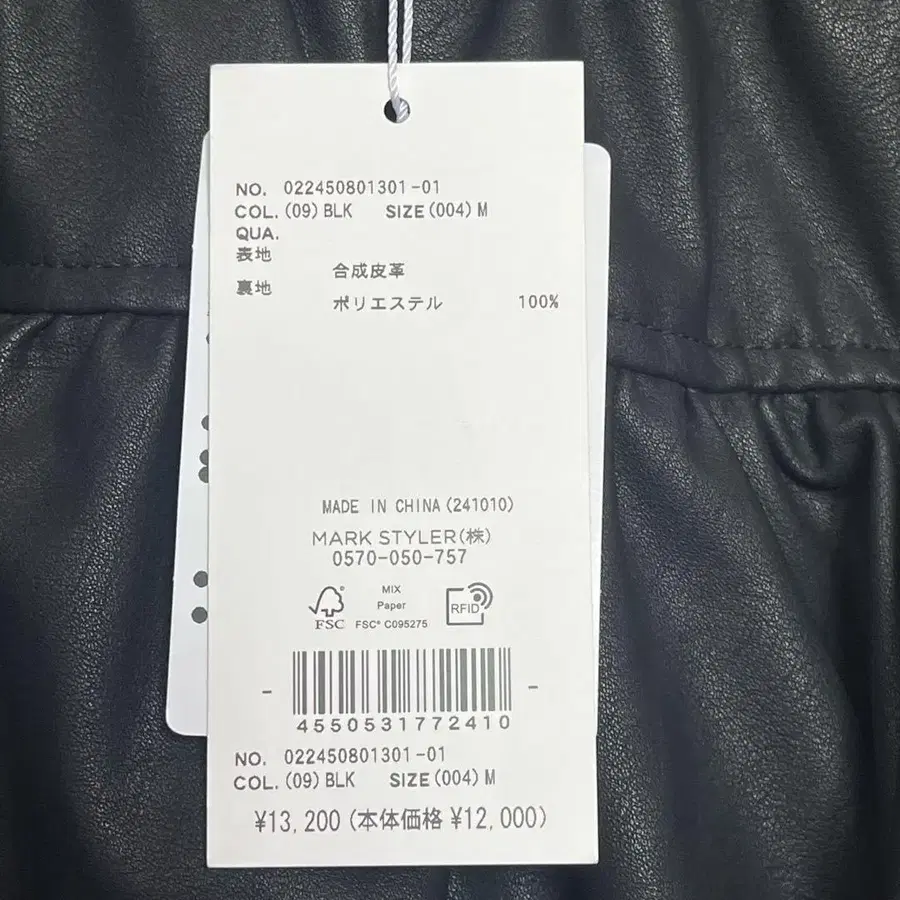 NO. 022450801301-01
COL. (09) BLK SIZE (004) M
QUA.
表地
合成皮革
裏地
ポリエステル 100%
MADE IN CHINA (241010)
MARK STYLER(株)
0570-050-757
MIX
Paper
FSC FSC® C095275
RFID
- -
4550531772410
NO. 022450801301-01
COL. (09) BLK SIZE (004) M
¥13,200 (本体価格 ¥12,000)